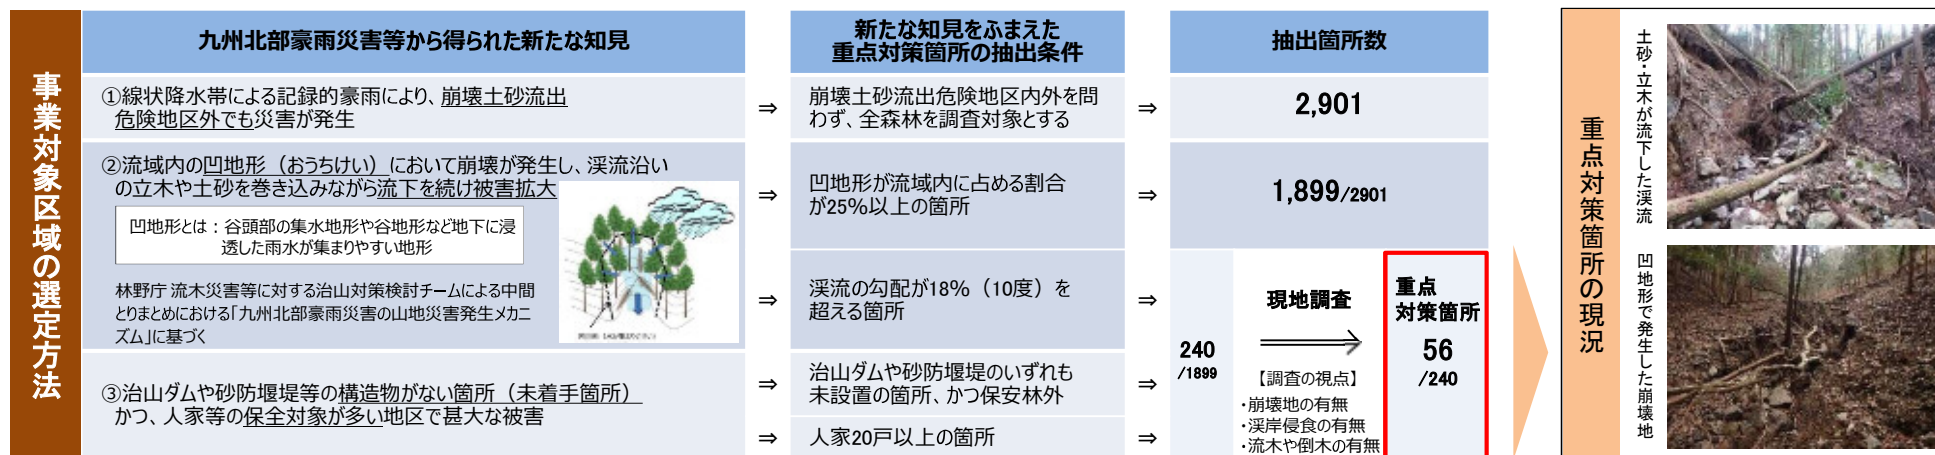 事業対象区域の選定方法
九州北部豪雨災害等から得られた新たな知見
新たな知見をふまえた
重点対策箇所の抽出条件
抽出箇所数
①線状降水帯による記録的豪雨により、崩壊土砂流出
危険地区外でも災害が発生
⇒
崩壊土砂流出危険地区内外を問
わず、全森林を調査対象とする
⇒
2,901
②流域内の凹地形（おうちけい）において崩壊が発生し、渓流沿い
の立木や土砂を巻き込みながら流下を続け被害拡大
凹地形とは：谷頭部の集水地形や谷地形など地下に浸
透した雨水が集まりやすい地形
林野庁 流木災害等に対する治山対策検討チームによる中間
とりまとめにおける「九州北部豪雨災害の山地災害発生メカニ
ズム」に基づく
⇒
凹地形が流域内に占める割合
が25%以上の箇所
⇒
1,899/2901
⇒
渓流の勾配が18%（10度）を
超える箇所
⇒
③治山ダムや砂防堰堤等の構造物がない箇所（未着手箇所）
かつ、人家等の保全対象が多い地区で甚大な被害
⇒
治山ダムや砂防堰堤のいずれも
未設置の箇所、かつ保安林外
⇒
⇒
人家20戸以上の箇所
⇒
240
/1899
現地調査
【調査の視点】
・崩壊地の有無
・渓岸侵食の有無
・流木や倒木の有無
重点
対策箇所
56
/240
重点対策箇所の現況
土砂・立木が流下した渓流
凹地形で発生した崩壊地